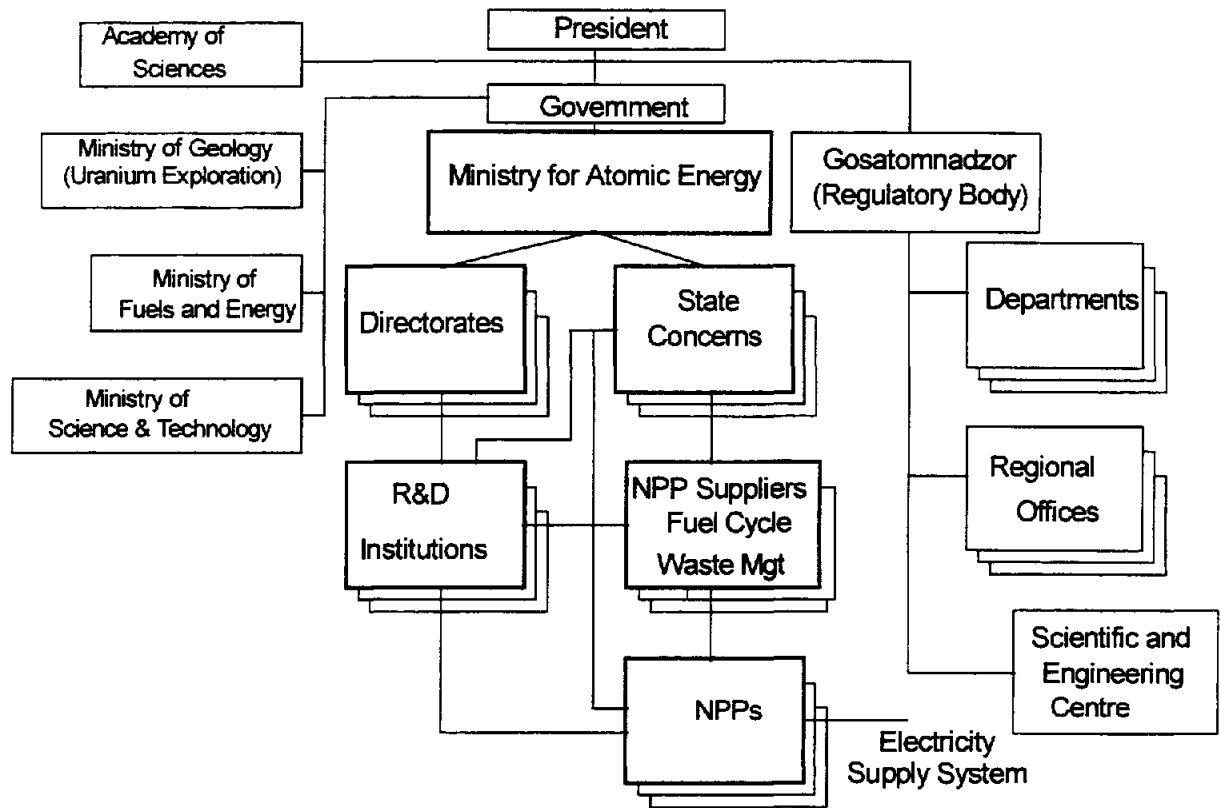 Academy of
Sciences
President
Government
Ministry of Geology
(Uranium Exploration)
Ministry for Atomic Energy
Gosatomnadzor
(Regulatory Body)
Ministry of
Fuels and Energy
Directorates
State
Concerns
Departments
Ministry of
Science & Technology
R&D
Institutions
NPP Suppliers
Fuel Cycle
Waste Mgt
Regional
Offices
Scientific and
Engineering
Centre
NPPs
Electricity
Supply System